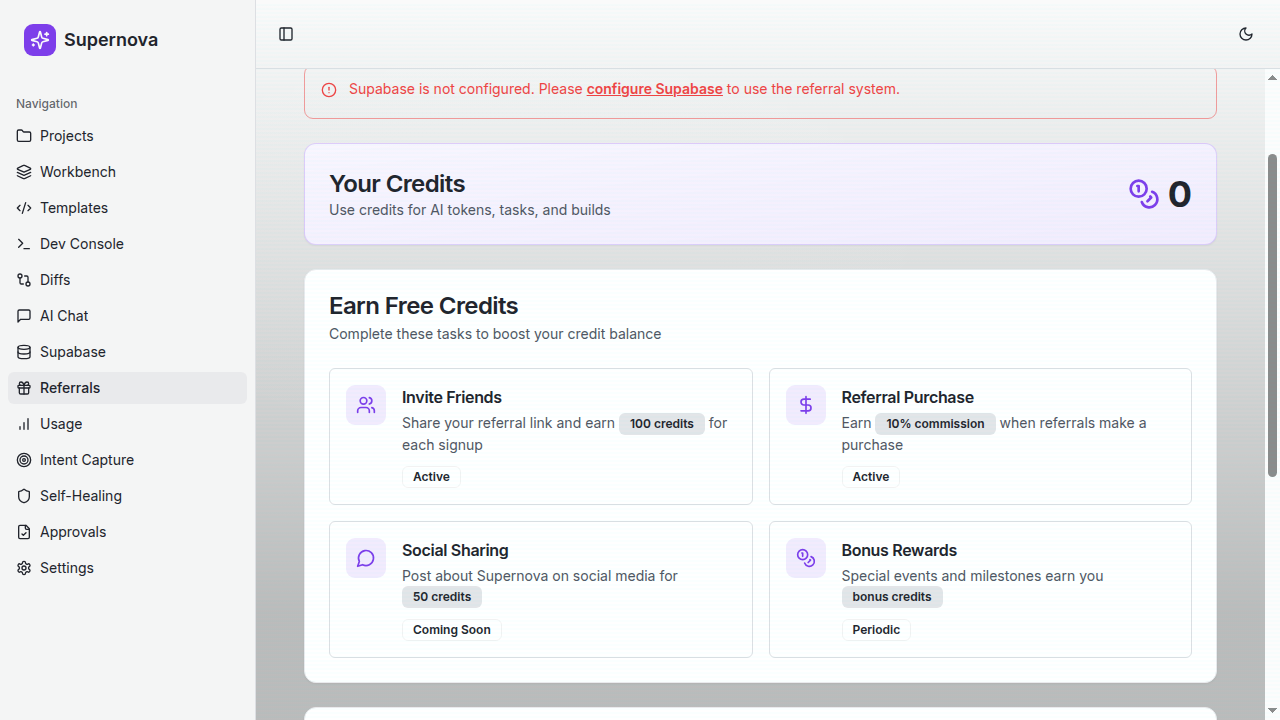 Supernova
Navigation
Projects
Workbench
Templates
Dev Console
Diffs
AI Chat
Supabase
Referrals
Usage
Intent Capture
Self-Healing
Approvals
Settings
Supabase is not configured. Please configure Supabase to use the referral system.
Your Credits
Use credits for AI tokens, tasks, and builds
0
Earn Free Credits
Complete these tasks to boost your credit balance
Invite Friends
Share your referral link and earn 100 credits for
each signup
Active
Referral Purchase
Earn 10% commission when referrals make a
purchase
Active
Social Sharing
Post about Supernova on social media for
50 credits
Coming Soon
Bonus Rewards
Special events and milestones earn you
bonus credits
Periodic